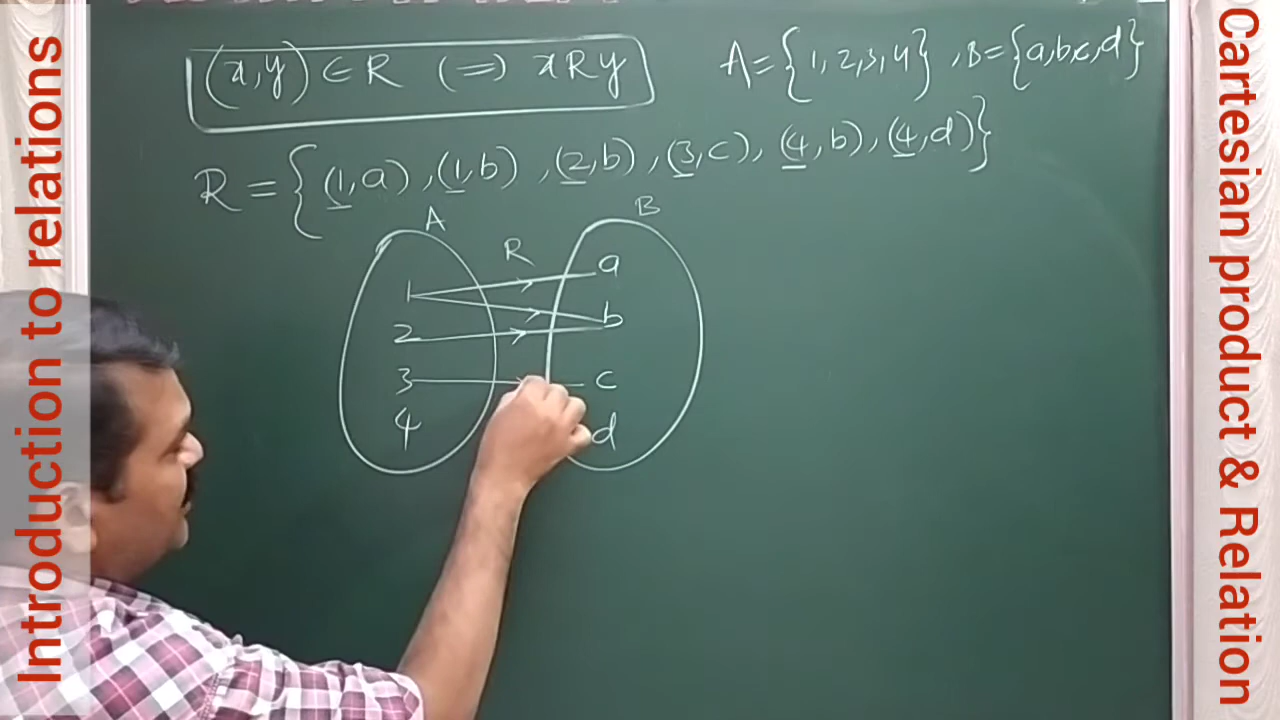 Introduction to relations
(x,y) ∈ R (⇒) xRy
A={1,2,3,4}, B={a,b,c,d}
R={(1,a),(1,b),(2,b),(3,c),(4,b),(4,d)}
A
B
R
1
a
2
b
3
c
4
d
Cartesian product & Relation